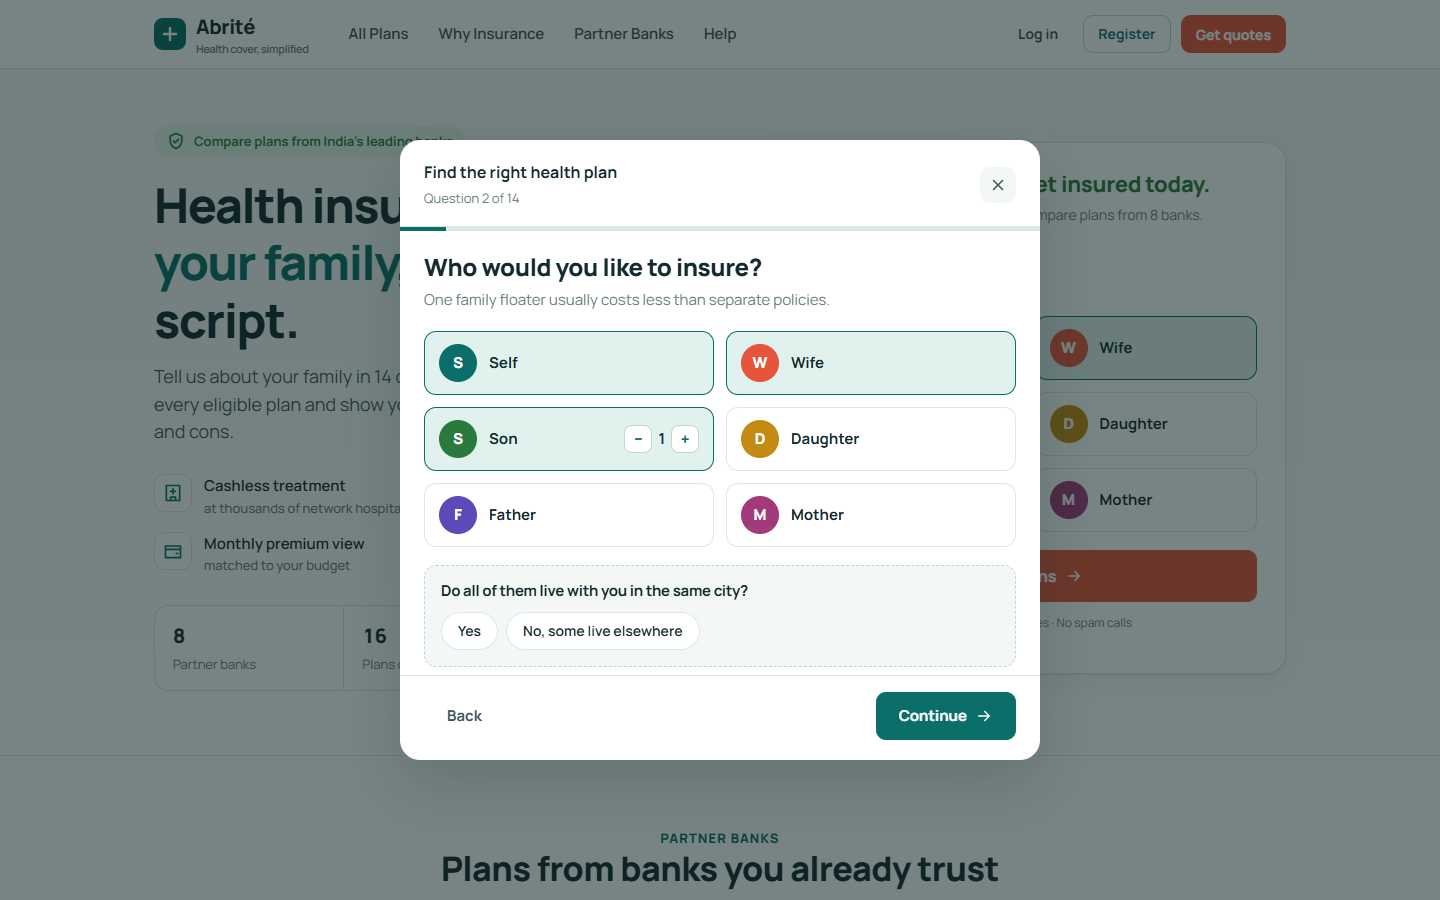 Abrité
Health cover, simplified
All Plans
Why Insurance
Partner Banks
Help
Log in
Register
Get quotes
Compare plans from India's leading
Health insu
your family,
script.
Tell us about your family in 14
every eligible plan and show
and cons.
Cashless treatment
at thousands of network hospita
Monthly premium view
matched to your budget
8
Partner banks
16
Plans
Find the right health plan
Question 2 of 14
Who would you like to insure?
One family floater usually costs less than separate policies.
S
Self
W
Wife
S
Son
− 1 +
D
Daughter
F
Father
M
Mother
Do all of them live with you in the same city?
Yes
No, some live elsewhere
Back
Continue →
et insured today.
mpare plans from 8 banks.
W
Wife
D
Daughter
M
Mother
ns →
es · No spam calls
PARTNER BANKS
Plans from banks you already trust